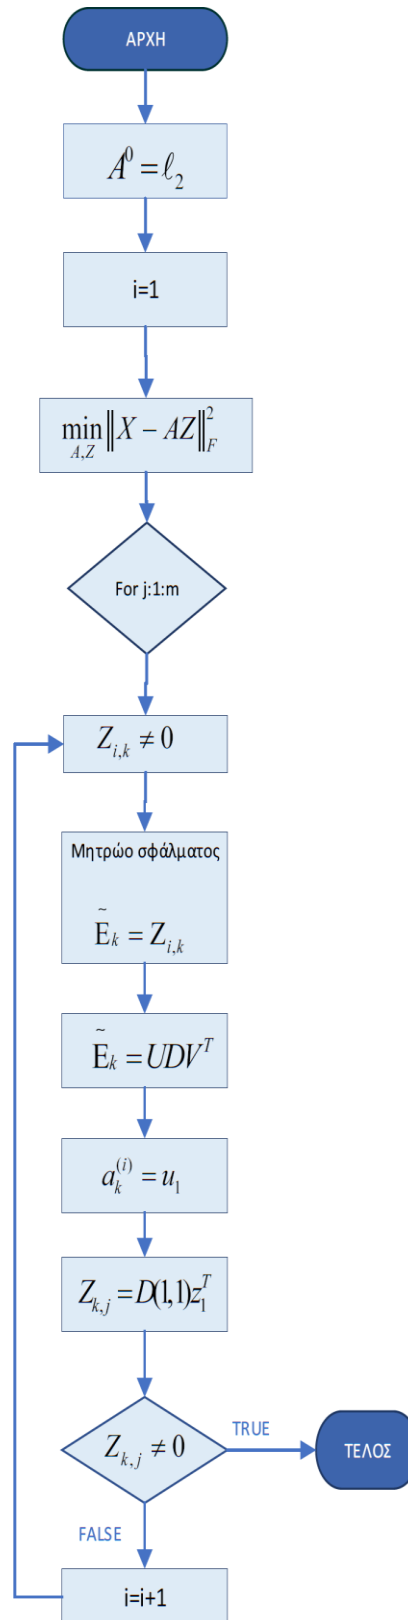 ΑΡΧΗ
A^0 = ℓ_2
i=1
min_{A,Z} ‖X − AZ‖_F^2
For j:1:m
Z_{i,k} ≠ 0
Μητρώο σφάλματος
Ẽ_k = Z_{i,k}
Ẽ_k = UDV^T
a_k^{(i)} = u_1
Z_{k,j} = D(1,1)z_1^T
Z_{k,j} ≠ 0
TRUE
ΤΕΛΟΣ
FALSE
i=i+1